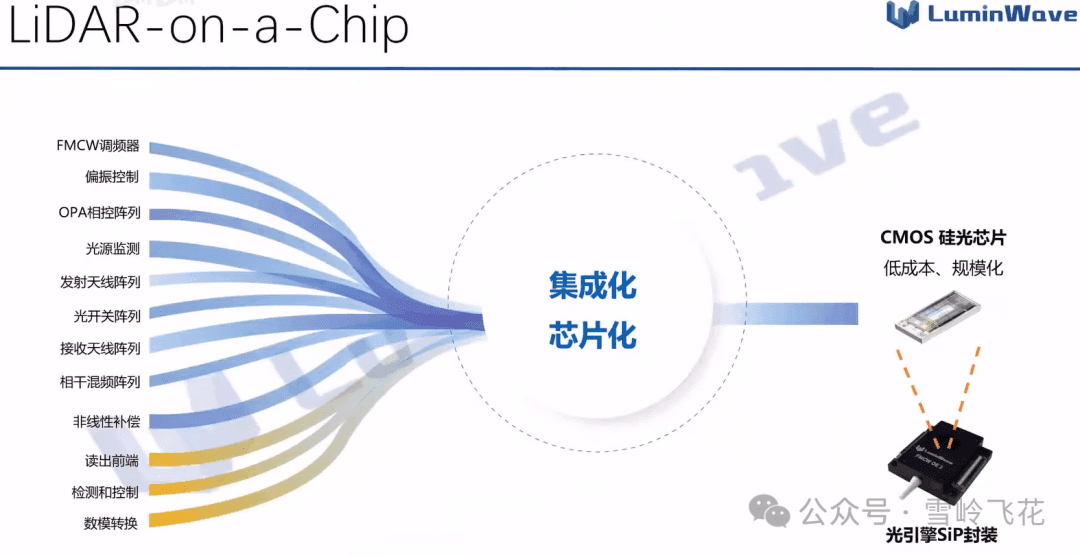 LiDAR-on-a-Chip
LuminWave
FMCW调频器
偏振控制
OPA相控阵列
光源监测
发射天线阵列
光开关阵列
接收天线阵列
相干混频阵列
非线性补偿
读出前端
检测和控制
数模转换
集成化
芯片化
CMOS 硅光芯片
低成本、规模化
LuminWave
光引擎SiP封装
公众号 · 雪岭飞花